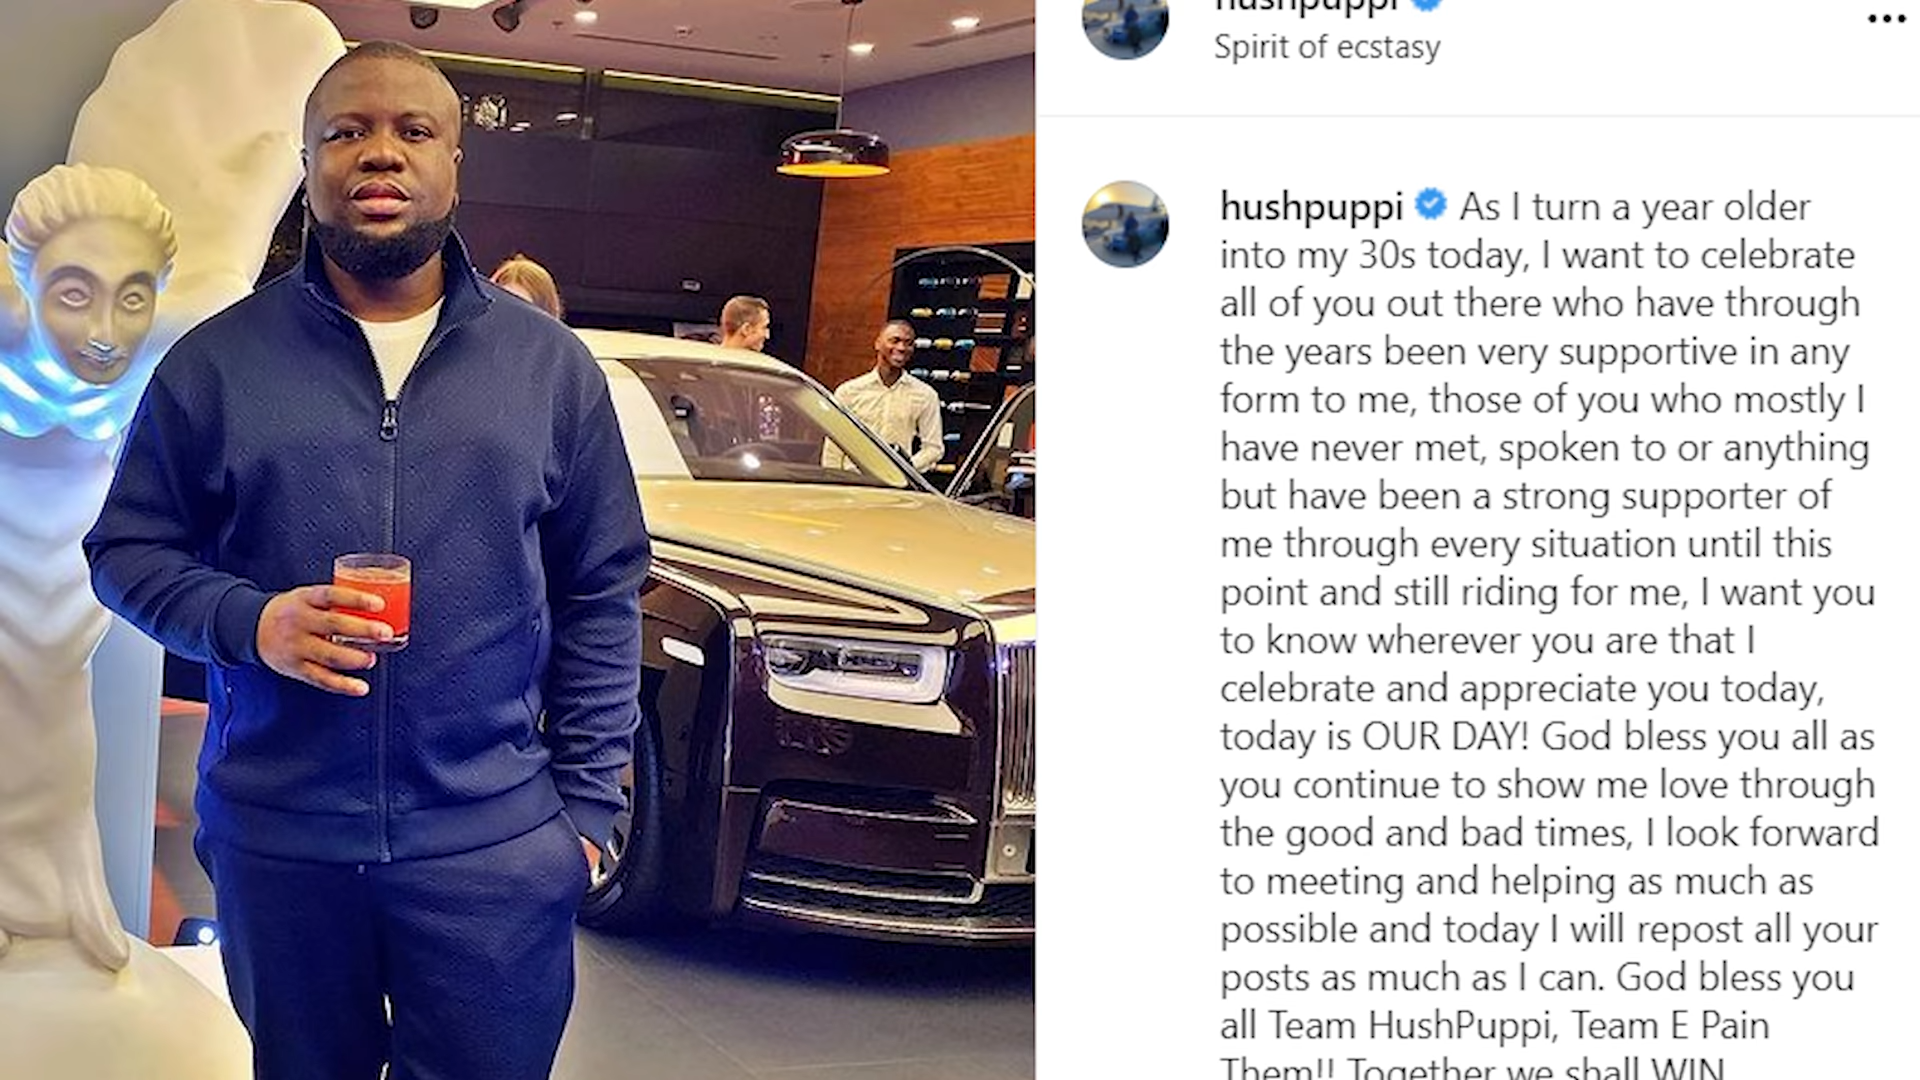 hushpuppi
Spirit of ecstasy
hushpuppi As I turn a year older
into my 30s today, I want to celebrate
all of you out there who have through
the years been very supportive in any
form to me, those of you who mostly I
have never met, spoken to or anything
but have been a strong supporter of
me through every situation until this
point and still riding for me, I want you
to know wherever you are that I
celebrate and appreciate you today,
today is OUR DAY! God bless you all as
you continue to show me love through
the good and bad times, I look forward
to meeting and helping as much as
possible and today I will repost all your
posts as much as I can. God bless you
all Team HushPuppi, Team E Pain
Them!! Together we shall WIN